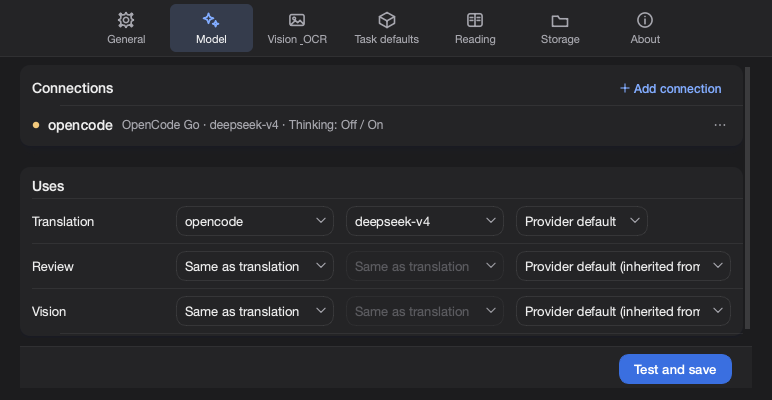 General
Model
Vision _OCR
Task defaults
Reading
Storage
About
Connections
+ Add connection
opencode OpenCode Go · deepseek-v4 · Thinking: Off / On
Uses
Translation opencode deepseek-v4 Provider default
Review Same as translation Same as translation Provider default (inherited from
Vision Same as translation Same as translation Provider default (inherited from
Test and save